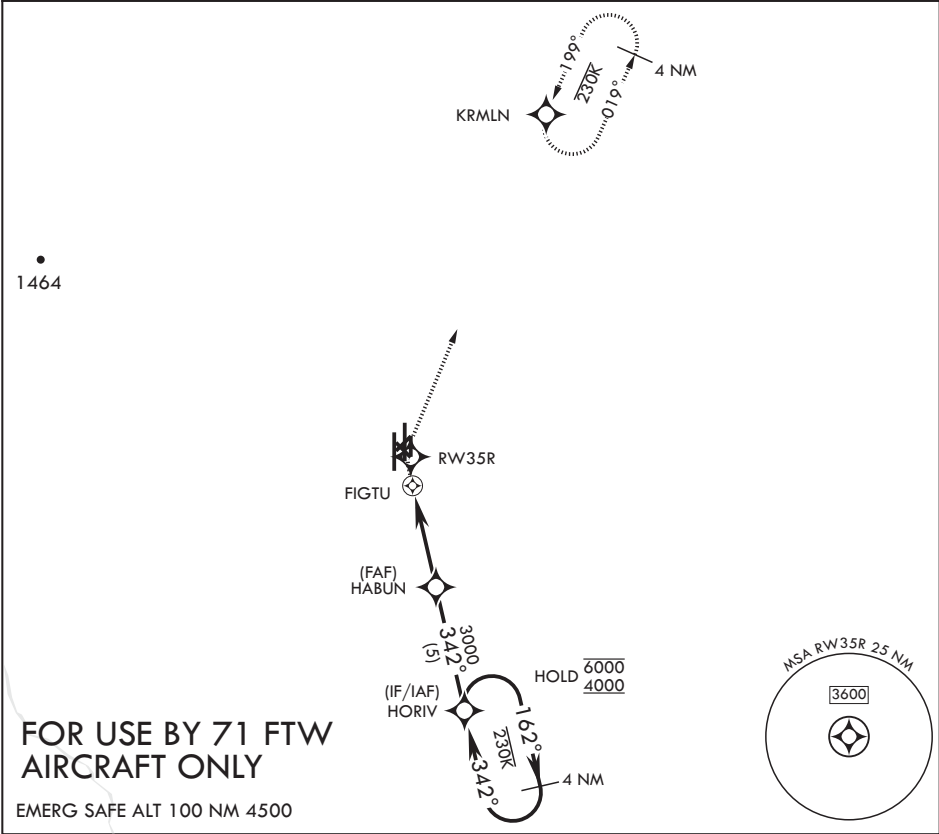 199°
230K
019°
4 NM
KRMLN
1464
RW35R
FIGTU
(FAF)
HABUN
3000
342°
(5)
(IF/IAF)
HORIV
HOLD 6000
4000
162°
230K
342°
4 NM
MSA RW35R 25 NM
3600
FOR USE BY 71 FTW
AIRCRAFT ONLY
EMERG SAFE ALT 100 NM 4500